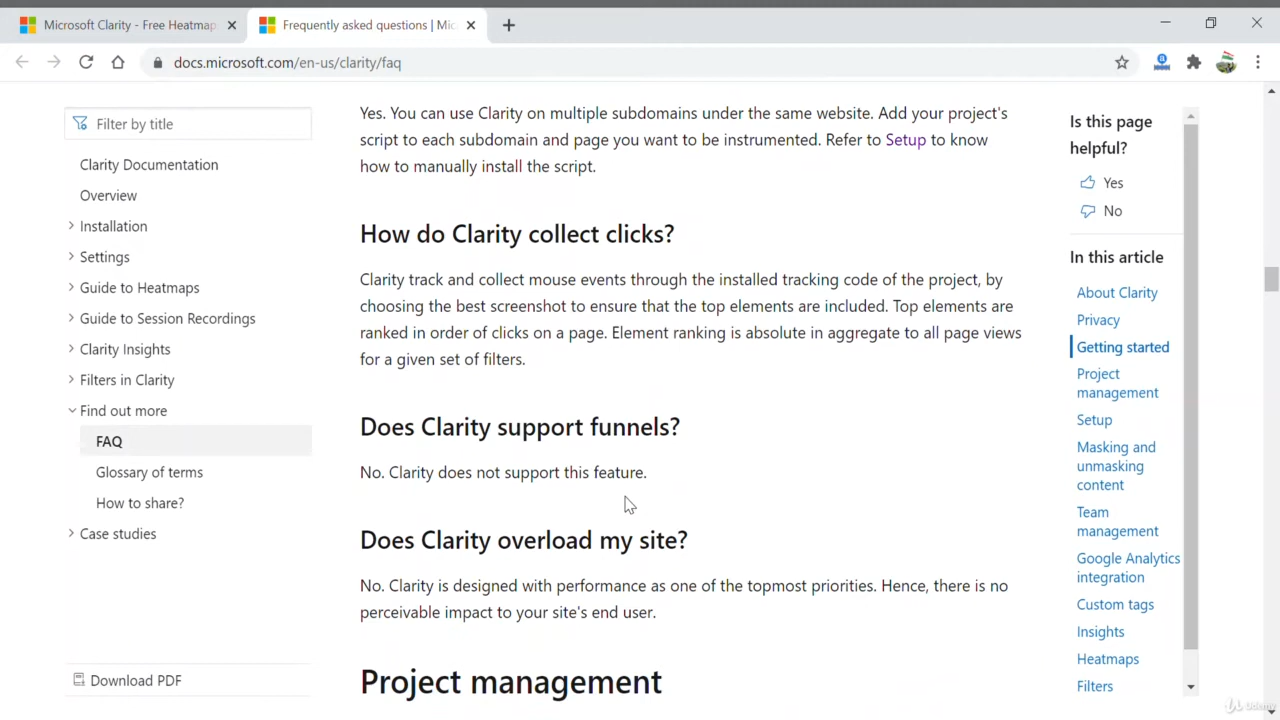 Microsoft Clarity - Free Heatmap
Frequently asked questions | Mic
docs.microsoft.com/en-us/clarity/faq
Filter by title
Clarity Documentation
Overview
Installation
Settings
Guide to Heatmaps
Guide to Session Recordings
Clarity Insights
Filters in Clarity
Find out more
FAQ
Glossary of terms
How to share?
Case studies
Download PDF
Yes. You can use Clarity on multiple subdomains under the same website. Add your project's
script to each subdomain and page you want to be instrumented. Refer to Setup to know
how to manually install the script.
How do Clarity collect clicks?
Clarity track and collect mouse events through the installed tracking code of the project, by
choosing the best screenshot to ensure that the top elements are included. Top elements are
ranked in order of clicks on a page. Element ranking is absolute in aggregate to all page views
for a given set of filters.
Does Clarity support funnels?
No. Clarity does not support this feature.
Does Clarity overload my site?
No. Clarity is designed with performance as one of the topmost priorities. Hence, there is no
perceivable impact to your site's end user.
Project management
Is this page
helpful?
Yes
No
In this article
About Clarity
Privacy
Getting started
Project
management
Setup
Masking and
unmasking
content
Team
management
Google Analytics
integration
Custom tags
Insights
Heatmaps
Filters
Udemy